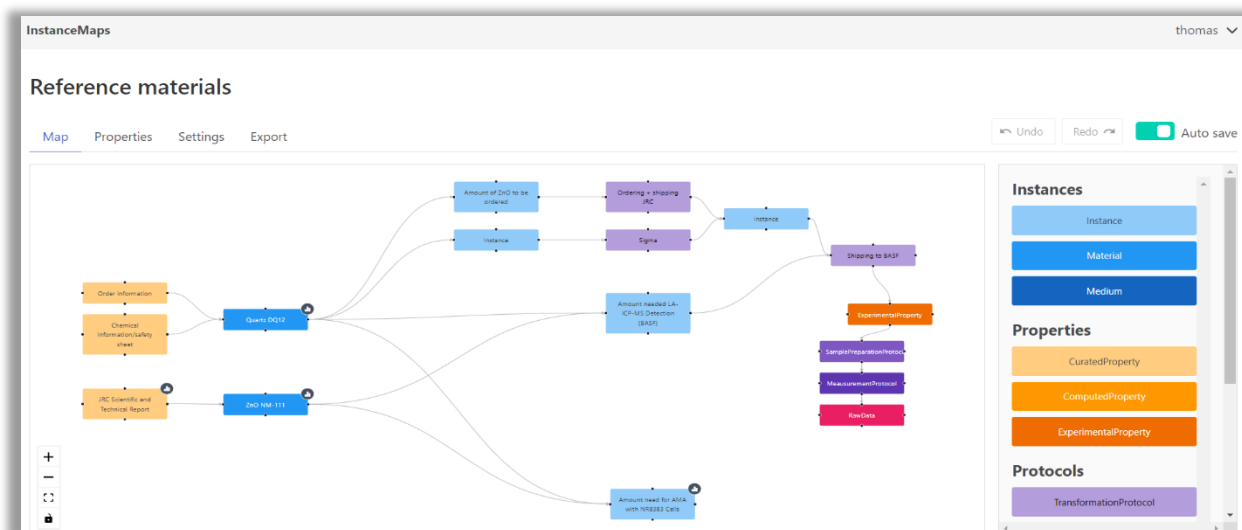 InstanceMaps
thomas
Reference materials
Map Properties Settings Export
Undo Redo Auto save
Amount of ZnO to be
ordered
Ordering + shipping
JRC
Instance
Instance
Sigma
Shipping to BASF
Order Information
Chemical
Information/safety
sheet
Quartz DQ12
Amount needed LA-
ICP-MS Detection
(BASF)
ExperimentalProperty
SamplePreparationProtoc
MeausurementProtocol
RawData
JRC Scientific and
Technical Report
ZnO NM-111
Amount need for AMA
with NR8383 Cells
Instances
Instance
Material
Medium
Properties
CuratedProperty
ComputedProperty
ExperimentalProperty
Protocols
TransformationProtocol